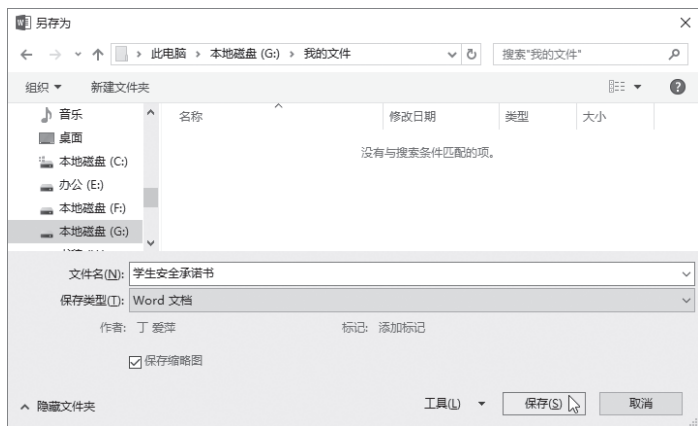 另存为
此电脑 > 本地磁盘 (G:) > 我的文件
搜索"我的文件"
组织 新建文件夹
音乐
桌面
本地磁盘 (C:)
办公 (E:)
本地磁盘 (F:)
本地磁盘 (G:)
名称 修改日期 类型 大小
没有与搜索条件匹配的项。
文件名(N): 学生安全承诺书
保存类型(T): Word 文档
作者: 丁 爱萍 标记: 添加标记
保存缩略图
隐藏文件夹 工具(L) 保存(S) 取消